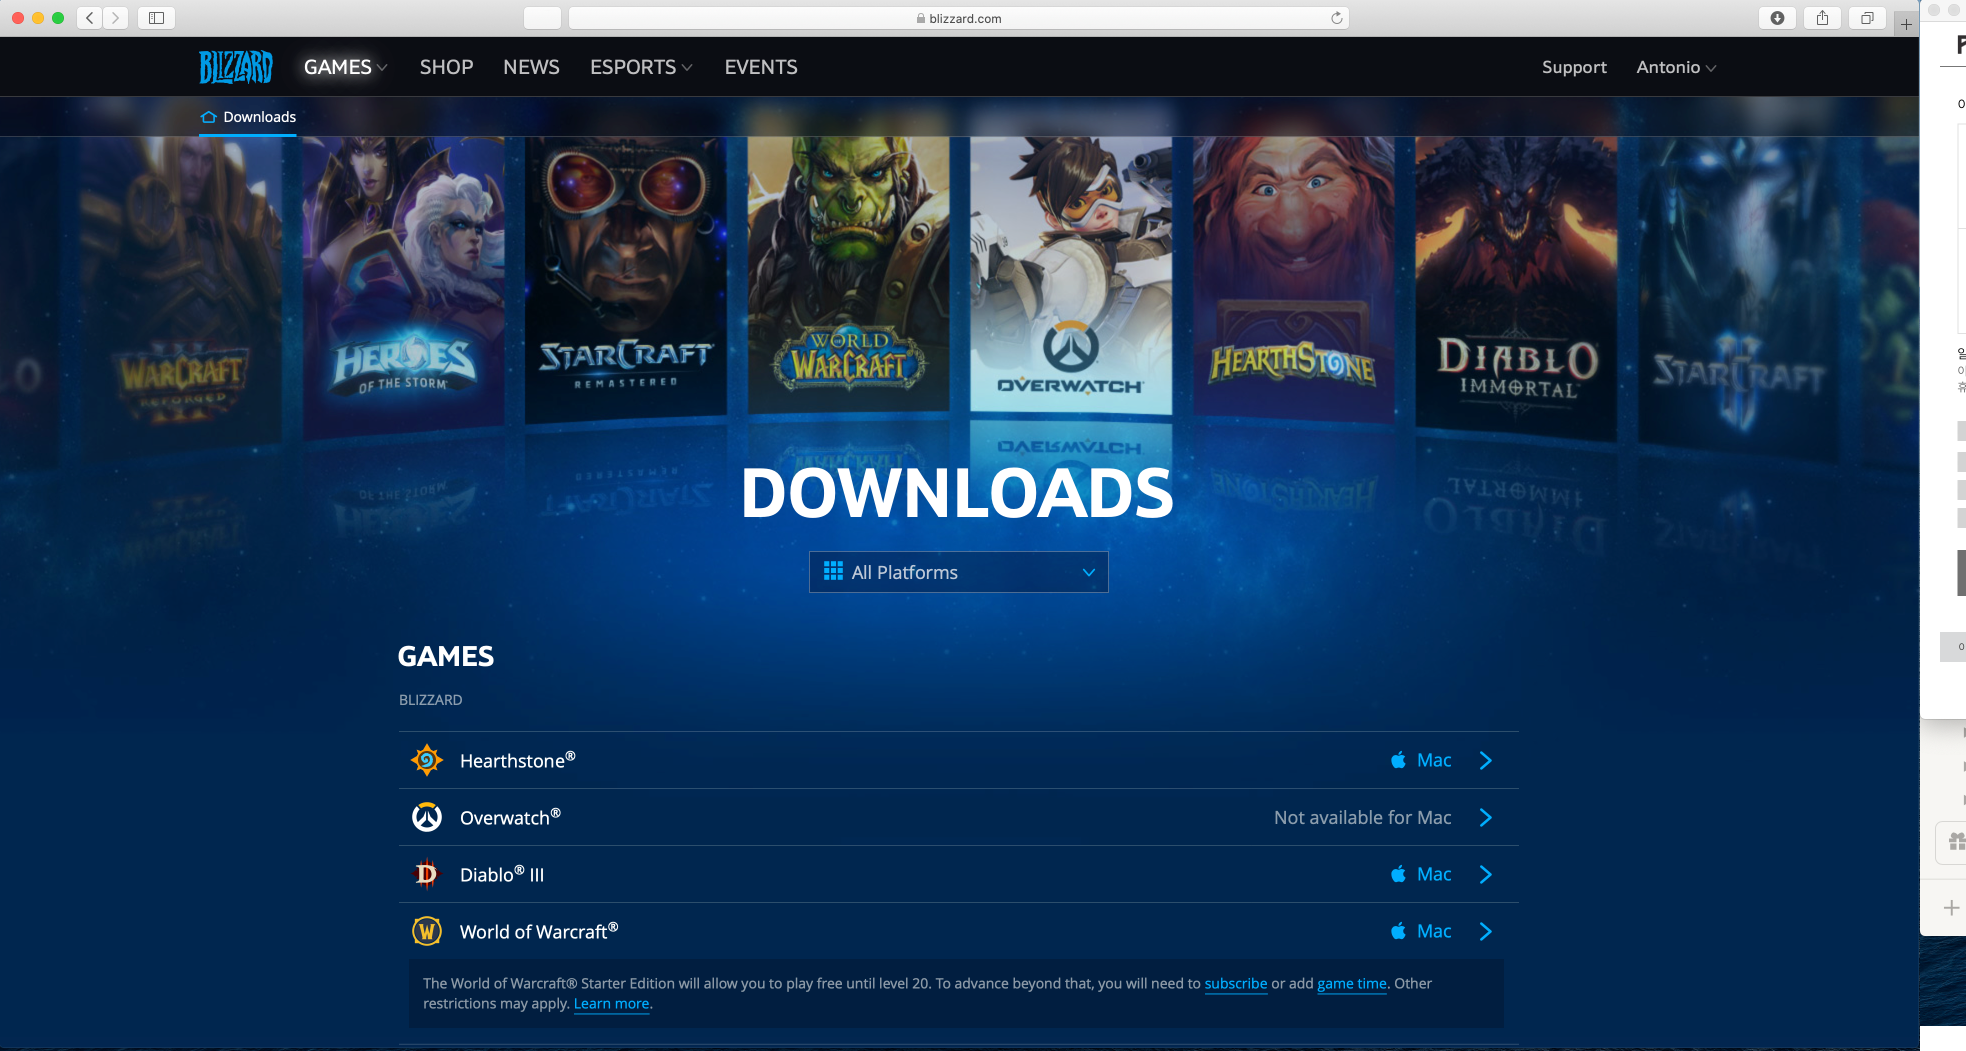 blizzard.com
BLIZZARD GAMES SHOP NEWS ESPORTS EVENTS Support Antonio
Downloads
WARCRAFT III REFORGED
HEROES OF THE STORM
STARCRAFT REMASTERED
WORLD OF WARCRAFT
OVERWATCH
HEARTHSTONE
DIABLO IMMORTAL
STARCRAFT II
DOWNLOADS
All Platforms
GAMES
BLIZZARD
Hearthstone® Mac
Overwatch® Not available for Mac
Diablo® III Mac
World of Warcraft® Mac
The World of Warcraft® Starter Edition will allow you to play free until level 20. To advance beyond that, you will need to subscribe or add game time. Other
restrictions may apply. Learn more.